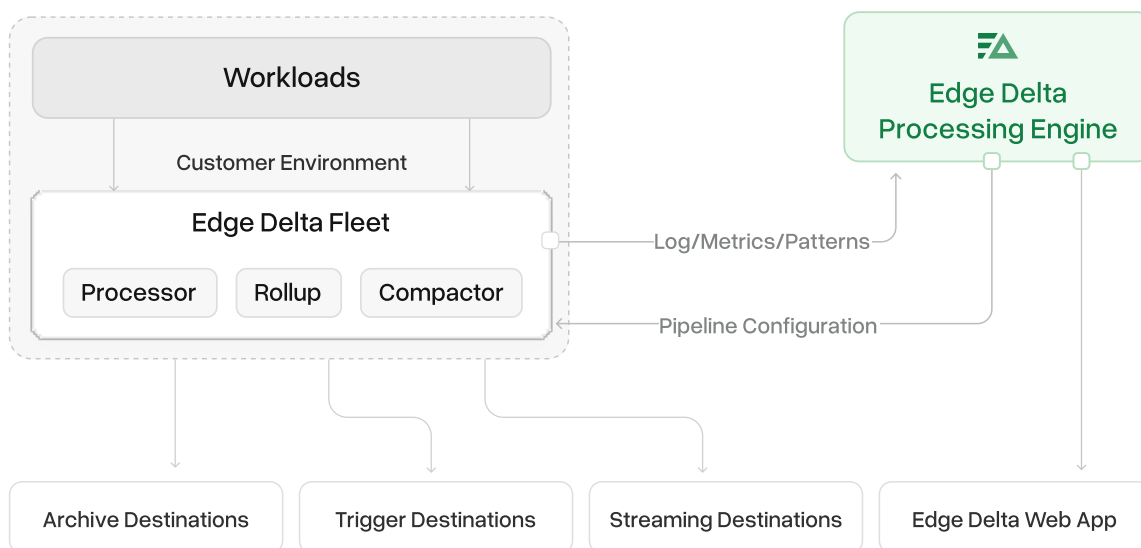 Workloads
Customer Environment
Edge Delta Fleet
Processor
Rollup
Compactor
Edge Delta
Processing Engine
Log/Metrics/Patterns
Pipeline Configuration
Archive Destinations
Trigger Destinations
Streaming Destinations
Edge Delta Web App